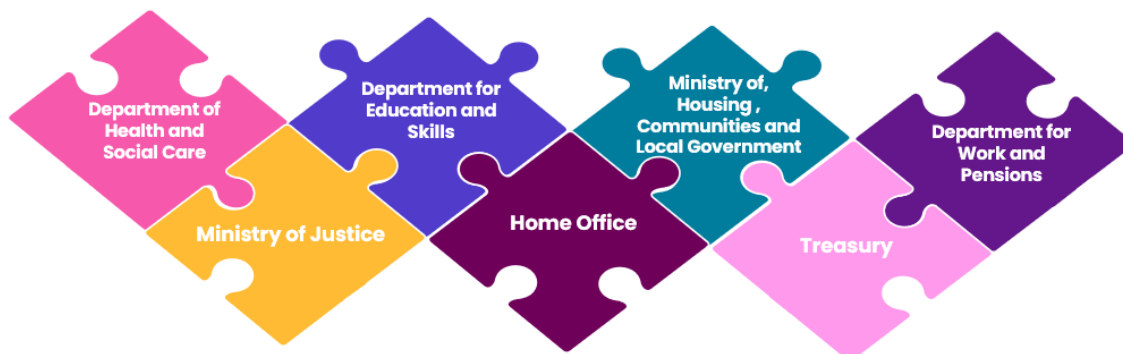 Department of
Health and
Social Care
Ministry of Justice
Department for
Education and
Skills
Home Office
Ministry of,
Housing ,
Communities and
Local Government
Treasury
Department for
Work and
Pensions